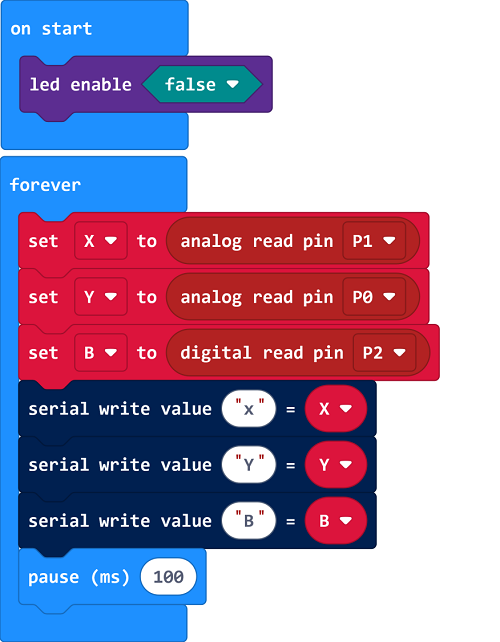 on start
led enable false
forever
set X to analog read pin P1
set Y to analog read pin P0
set B to digital read pin P2
serial write value "x" = X
serial write value "Y" = Y
serial write value "B" = B
pause (ms) 100